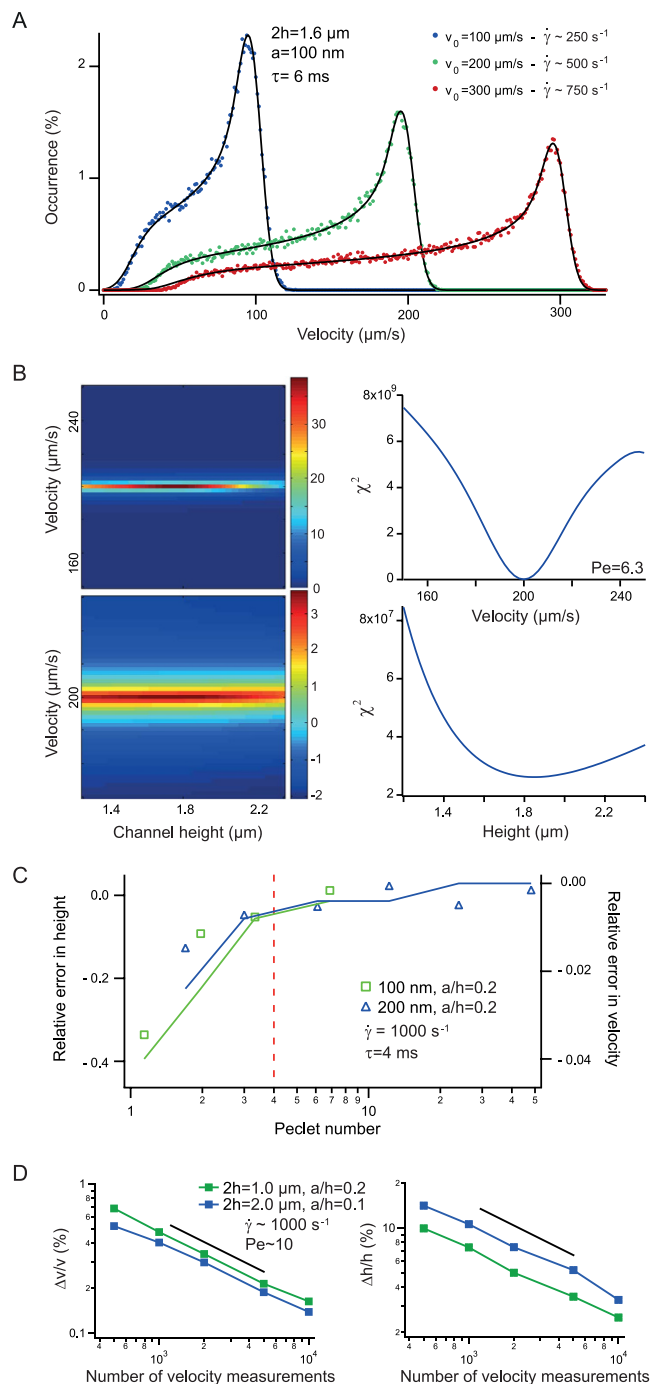 A
2h=1.6 µm
a=100 nm
τ= 6 ms
v₀=100 µm/s - γ̇ ~ 250 s⁻¹
v₀=200 µm/s - γ̇ ~ 500 s⁻¹
v₀=300 µm/s - γ̇ ~ 750 s⁻¹
Occurrence (%)
2
1
0
0 100 200 300
Velocity (µm/s)
B
Velocity (µm/s)
240
160
30
20
10
0
Velocity (µm/s)
200
3
2
1
0
-1
-2
1.4 1.8 2.2
Channel height (µm)
8x10⁹
6
4
2
0
χ²
Pe=6.3
160 200 240
Velocity (µm/s)
8x10⁷
6
4
2
χ²
1.4 1.8 2.2
Height (µm)
C
Relative error in height
0.0
-0.2
-0.4
0.00
-0.02
-0.04
Relative error in velocity
100 nm, a/h=0.2
200 nm, a/h=0.2
γ̇ = 1000 s⁻¹
τ=4 ms
1 2 3 4 5 6 7 8 9 10 2 3 4 5
Peclet number
D
Δv/v (%)
1
8
6
4
2
0.1
2h=1.0 µm, a/h=0.2
2h=2.0 µm, a/h=0.1
γ̇ ~ 1000 s⁻¹
Pe~10
4 6 8 10³ 2 4 6 8 10⁴
Number of velocity measurements
Δh/h (%)
2
10
8
6
4
2
4 6 8 10³ 2 4 6 8 10⁴
Number of velocity measurements